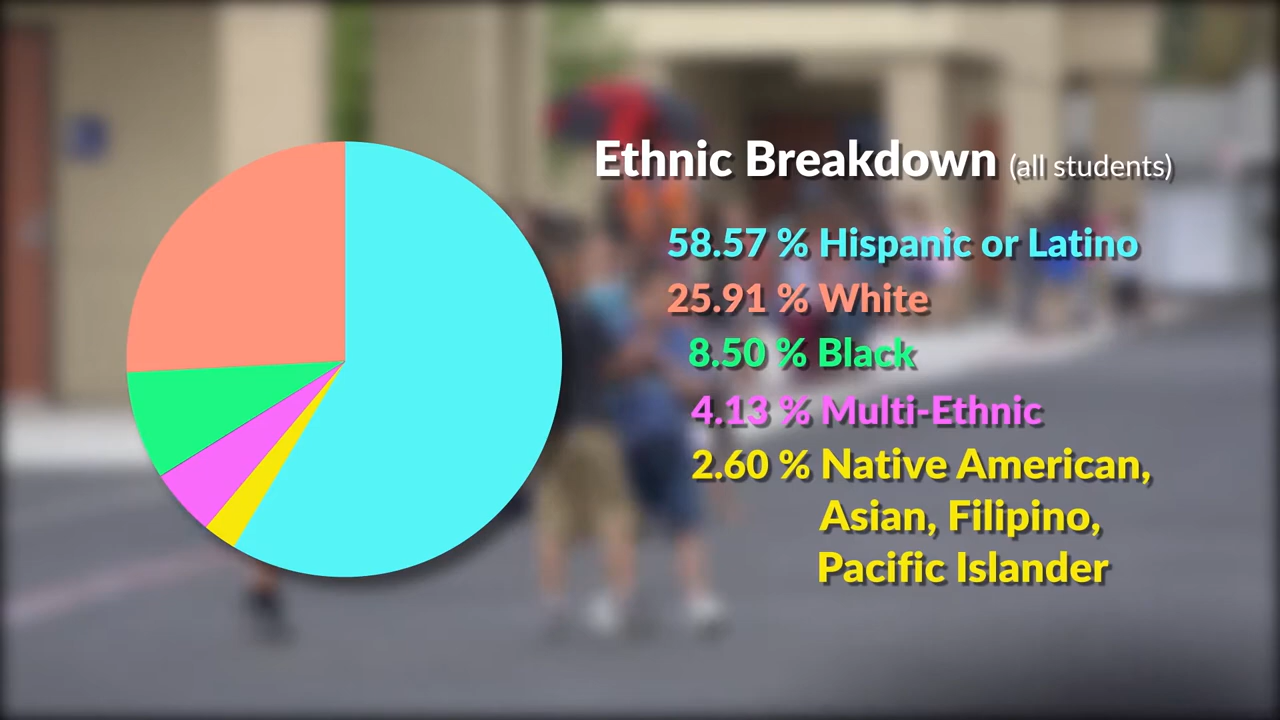 Ethnic Breakdown (all students)
58.57 % Hispanic or Latino
25.91 % White
8.50 % Black
4.13 % Multi-Ethnic
2.60 % Native American,
Asian, Filipino,
Pacific Islander